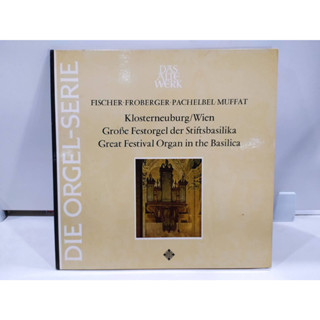 DAS
ALTE
WERK
DIE ORGEL-SERIE
FISCHER·FROBERGER·PACHELBEL·MUFFAT
Klosterneuburg/Wien
Große Festorgel der Stiftsbasilika
Great Festival Organ in the Basilica